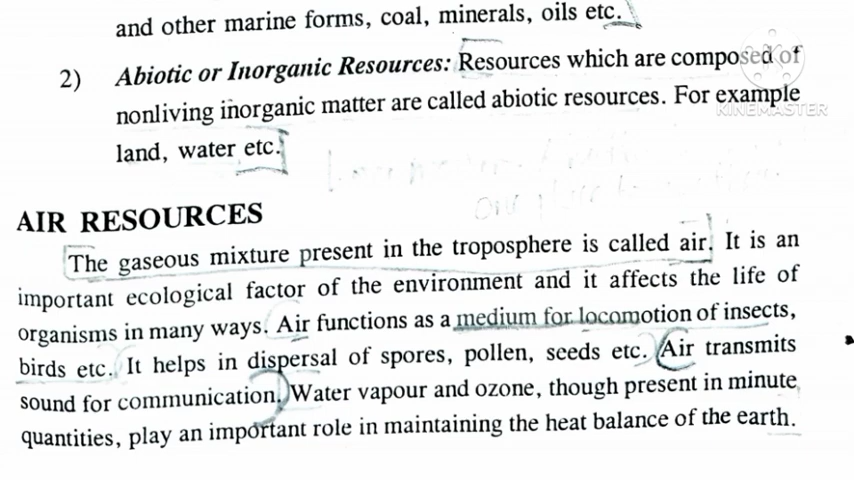 and other marine forms, coal, minerals, oils etc.
2) Abiotic or Inorganic Resources: Resources which are composed of
nonliving inorganic matter are called abiotic resources. For example
land, water etc.
KINEMASTER
AIR RESOURCES
The gaseous mixture present in the troposphere is called air. It is an
important ecological factor of the environment and it affects the life of
organisms in many ways. Air functions as a medium for locomotion of insects,
birds etc. It helps in dispersal of spores, pollen, seeds etc. Air transmits
sound for communication. Water vapour and ozone, though present in minute
quantities, play an important role in maintaining the heat balance of the earth.